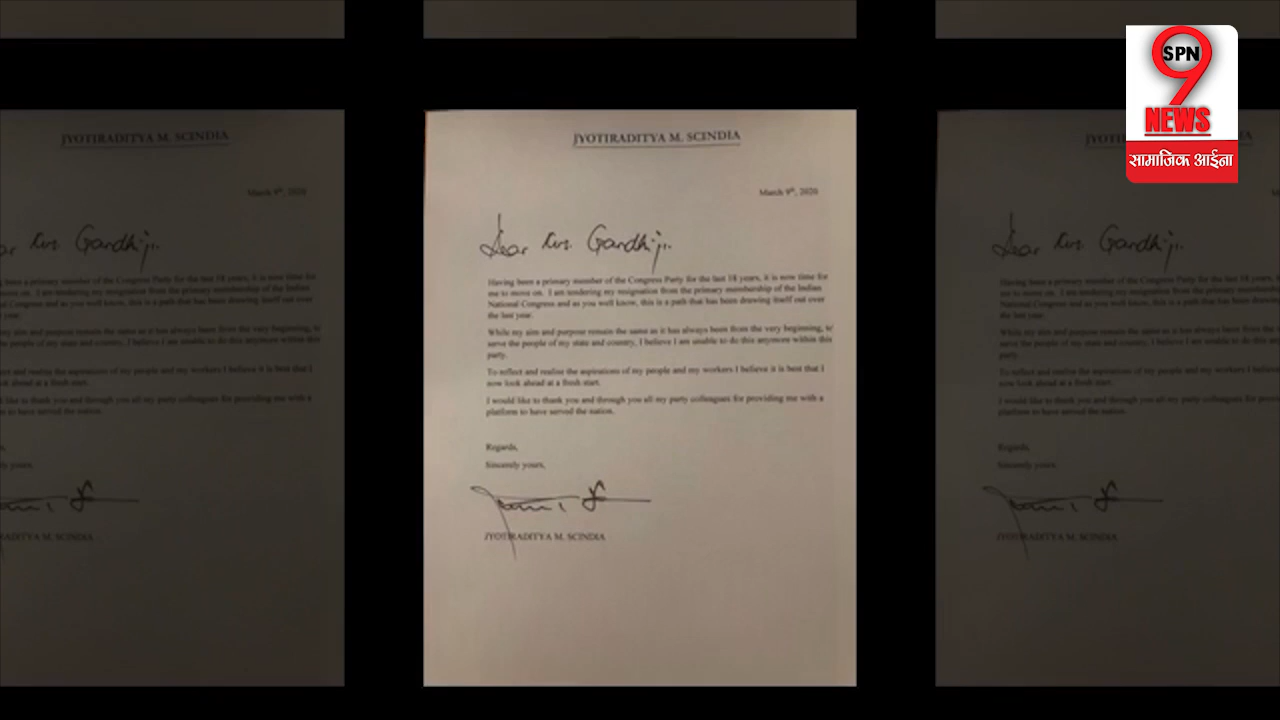 SPN
9
NEWS
सामाजिक आईना
JYOTIRADITYA M. SCINDIA
March 9th, 2020
Dear Mrs. Gandhi-ji,
Having been a primary member of the Congress Party for the last 18 years, it is now time for
me to move on. I am tendering my resignation from the primary membership of the Indian
National Congress and as you well know, this is a path that has been drawing itself out over
the last year.
While my aim and purpose remain the same as it has always been from the very beginning, to
serve the people of my state and country, I believe I am unable to do this anymore within this
party.
To reflect and realise the aspirations of my people and my workers I believe it is best that I
now look ahead at a fresh start.
I would like to thank you and through you all my party colleagues for providing me with a
platform to have served the nation.
Regards,
Sincerely yours,
JYOTIRADITYA M. SCINDIA